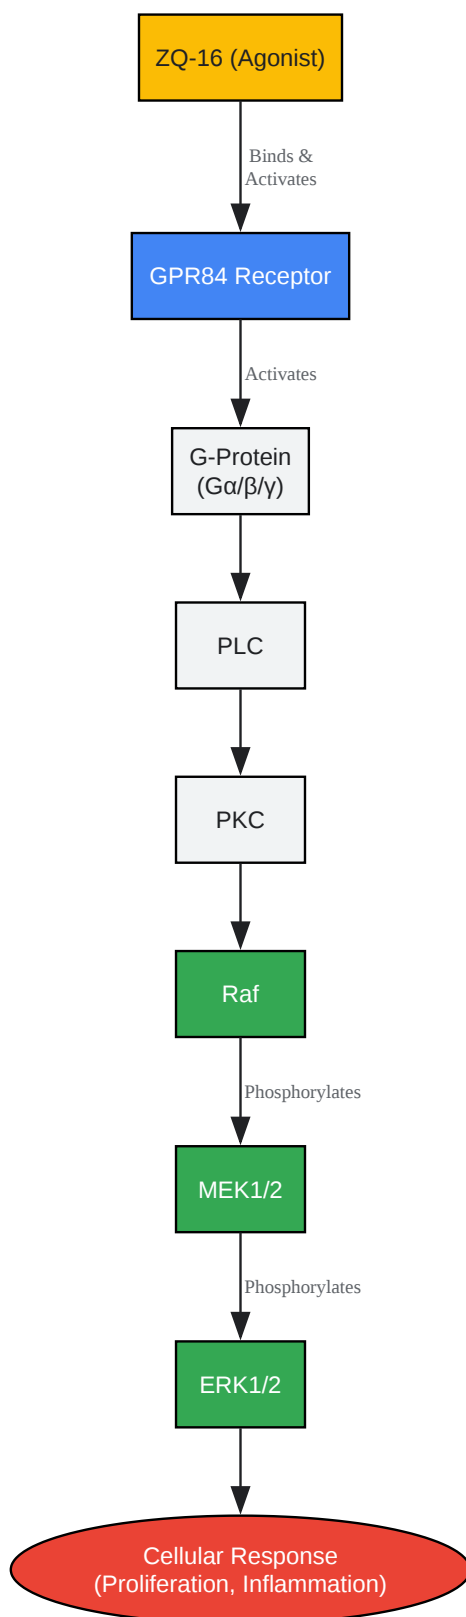 ZQ-16 (Agonist)
Binds &
Activates
GPR84 Receptor
Activates
G-Protein
(Gα/β/γ)
PLC
PKC
Raf
Phosphorylates
MEK1/2
Phosphorylates
ERK1/2
Cellular Response
(Proliferation, Inflammation)